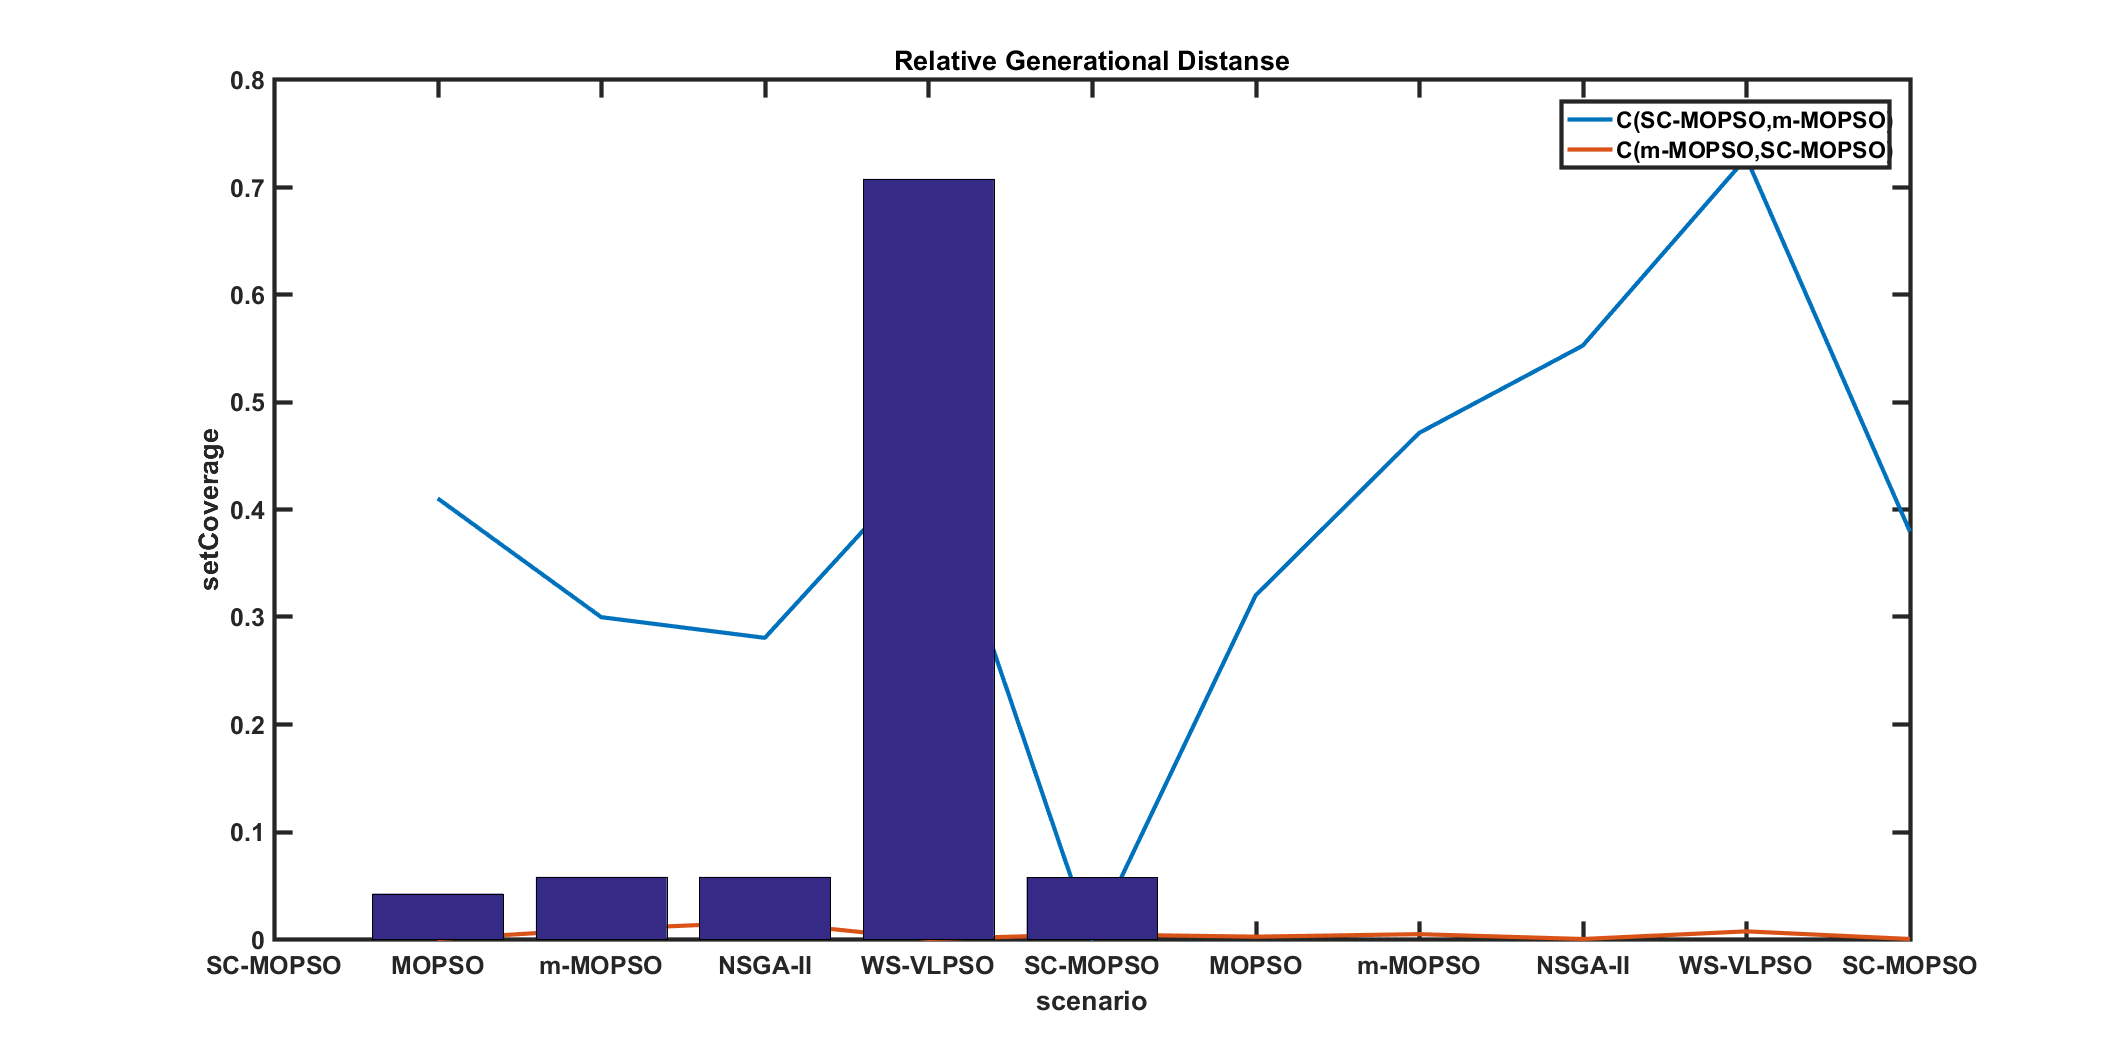 Relative Generational Distanse
C(SC-MOPSO,m-MOPSO)
C(m-MOPSO,SC-MOPSO)
setCoverage
0.8
0.7
0.6
0.5
0.4
0.3
0.2
0.1
0
SC-MOPSO MOPSO m-MOPSO NSGA-II WS-VLPSO SC-MOPSO MOPSO m-MOPSO NSGA-II WS-VLPSO SC-MOPSO
scenario